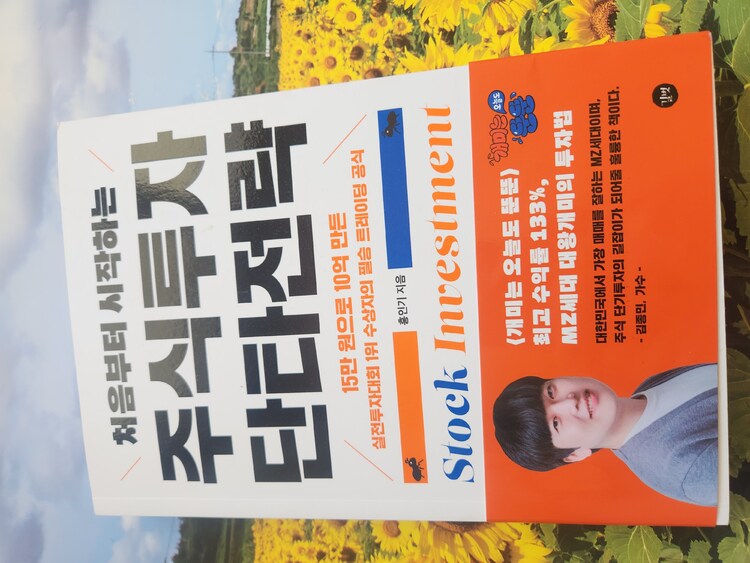 처음부터 시작하는
주식투자
단타전략
15만 원으로 10억 만든
실전투자대회 1위 수상자의 필승 트레이딩 공식
홍인기 지음
Stock Investment
개미는 오늘도 뚠뚠
<개미는 오늘도 뚠뚠>
최고 수익률 133%,
MZ세대 대왕개미의 투자법
대한민국에서 가장 매매를 잘하는 MZ세대이며,
주식 단기투자의 길잡이가 되어줄 훌륭한 책이다.
- 김종민, 가수 -
길벗